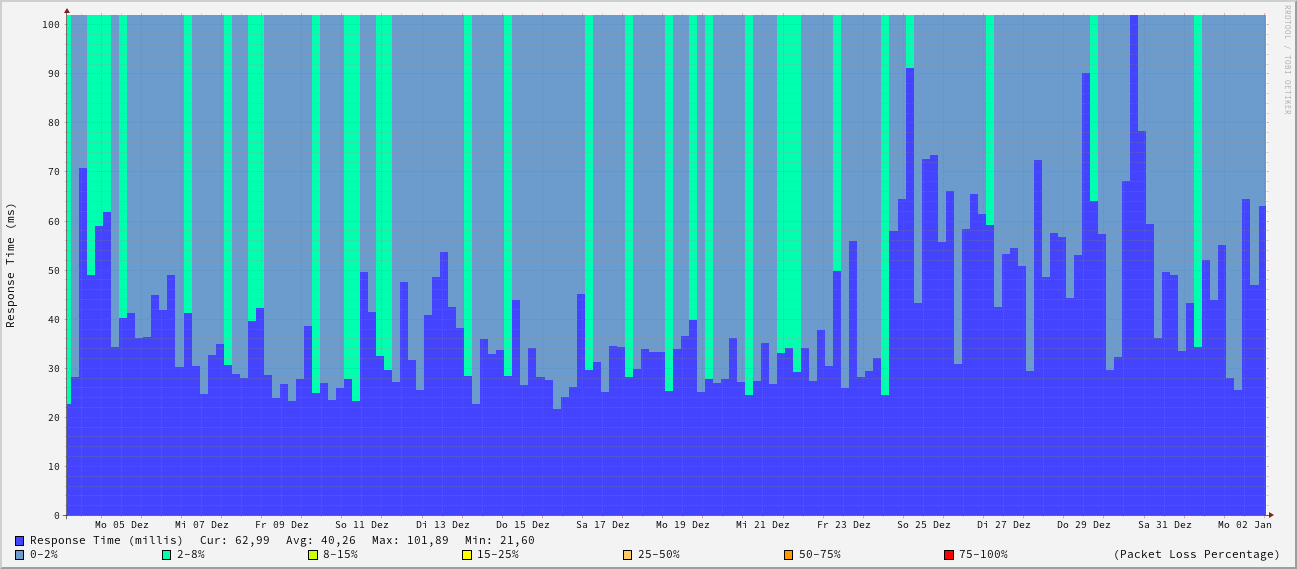 RRDTOOL / TOBI OETIKER
Response Time (ms)
100
90
80
70
60
50
40
30
20
10
0
Mo 05 Dez Mi 07 Dez Fr 09 Dez So 11 Dez Di 13 Dez Do 15 Dez Sa 17 Dez Mo 19 Dez Mi 21 Dez Fr 23 Dez So 25 Dez Di 27 Dez Do 29 Dez Sa 31 Dez Mo 02 Jan
Response Time (millis) Cur: 62,99 Avg: 40,26 Max: 101,89 Min: 21,60
0-2% 2-8% 8-15% 15-25% 25-50% 50-75% 75-100% (Packet Loss Percentage)